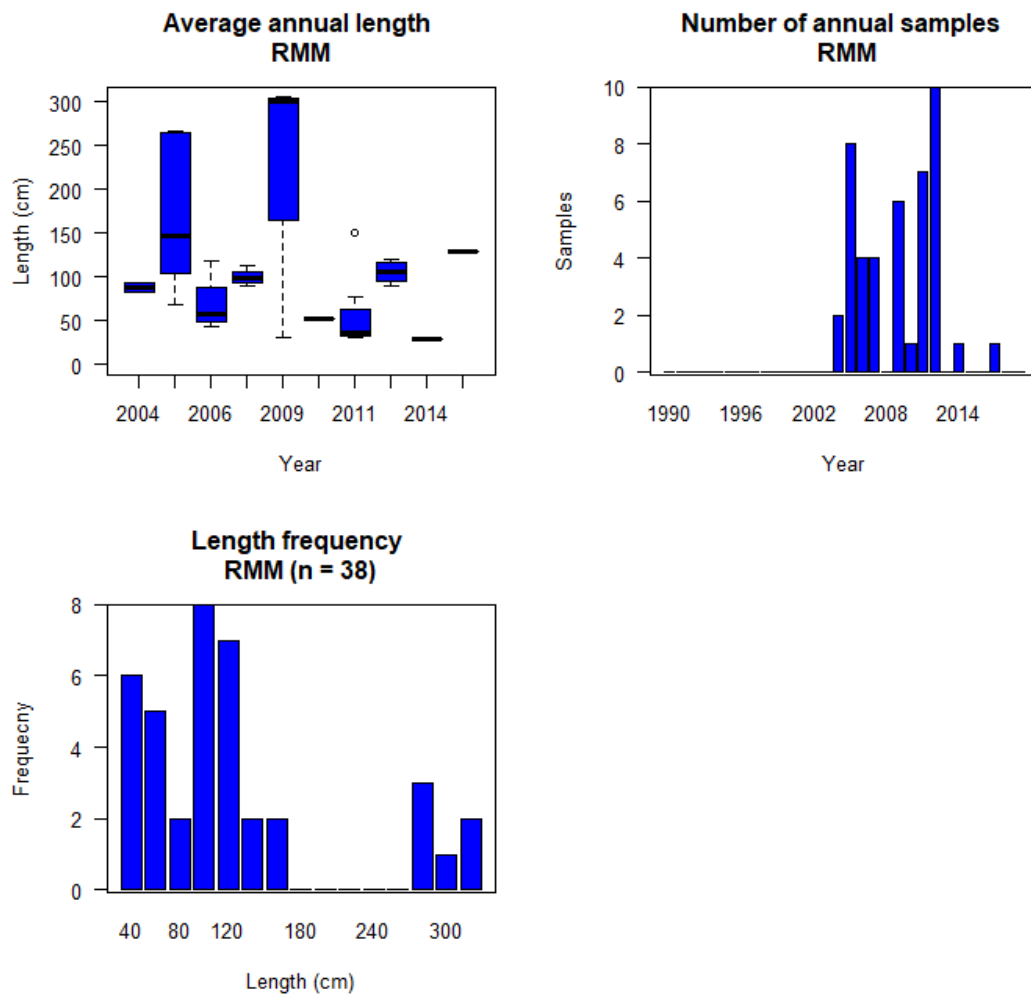 Average annual length
RMM
Length (cm)
300
250
200
150
100
50
0
2004 2006 2009 2011 2014
Year
Number of annual samples
RMM
Samples
10
8
6
4
2
0
1990 1996 2002 2008 2014
Year
Length frequency
RMM (n = 38)
Frequecny
8
6
4
2
0
40 80 120 180 240 300
Length (cm)